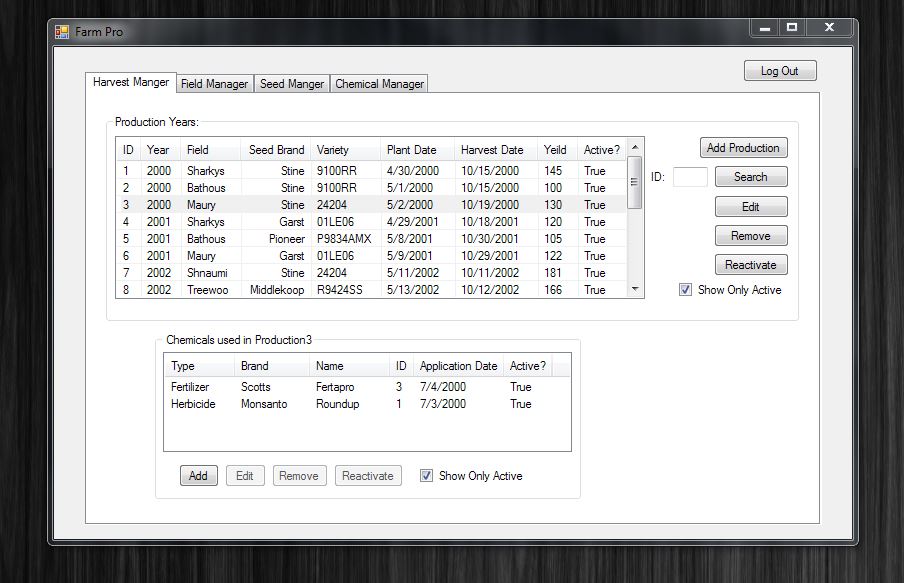 Farm Pro
Log Out
Harvest Manger Field Manager Seed Manger Chemical Manager
Production Years:
ID Year Field Seed Brand Variety Plant Date Harvest Date Yeild Active?
1 2000 Sharkys Stine 9100RR 4/30/2000 10/15/2000 145 True
2 2000 Bathous Stine 9100RR 5/1/2000 10/15/2000 100 True
3 2000 Maury Stine 24204 5/2/2000 10/19/2000 130 True
4 2001 Sharkys Garst 01LE06 4/29/2001 10/18/2001 120 True
5 2001 Bathous Pioneer P9834AMX 5/8/2001 10/30/2001 105 True
6 2001 Maury Garst 01LE06 5/9/2001 10/29/2001 122 True
7 2002 Shnaumi Stine 24204 5/11/2002 10/11/2002 181 True
8 2002 Treewoo Middlekoop R9424SS 5/13/2002 10/12/2002 166 True
Add Production
ID: Search
Edit
Remove
Reactivate
Show Only Active
Chemicals used in Production3
Type Brand Name ID Application Date Active?
Fertilizer Scotts Fertapro 3 7/4/2000 True
Herbicide Monsanto Roundup 1 7/3/2000 True
Add Edit Remove Reactivate Show Only Active